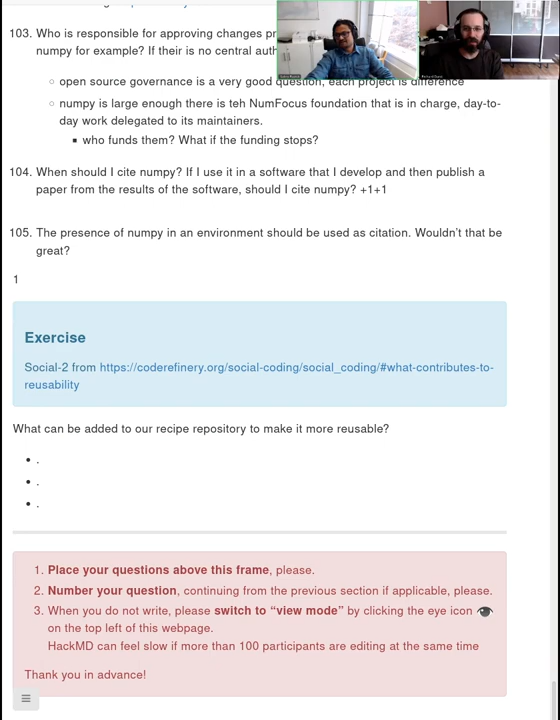 103. Who is responsible for approving changes pr
numpy for example? If their is no central auth
open source governance is a very good question, each project is difference
numpy is large enough there is teh NumFocus foundation that is in charge, day-to-
day work delegated to its maintainers.
who funds them? What if the funding stops?
104. When should I cite numpy? If I use it in a software that I develop and then publish a
paper from the results of the software, should I cite numpy? +1+1
105. The presence of numpy in an environment should be used as citation. Wouldn't that be
great?
1
Exercise
Social-2 from https://coderefinery.org/social-coding/social_coding/#what-contributes-to-
reusability
What can be added to our recipe repository to make it more reusable?
.
.
.
1. Place your questions above this frame, please.
2. Number your question, continuing from the previous section if applicable, please.
3. When you do not write, please switch to “view mode” by clicking the eye icon
on the top left of this webpage.
HackMD can feel slow if more than 100 participants are editing at the same time
Thank you in advance!